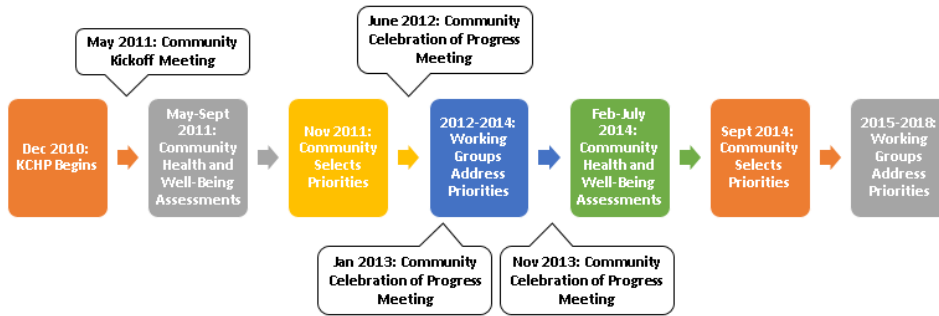 June 2012: Community
Celebration of Progress
Meeting
May 2011: Community
Kickoff Meeting
Dec 2010:
KCHP Begins
May-Sept
2011:
Community
Health and
Well-Being
Assessments
Nov 2011:
Community
Selects
Priorities
2012-2014:
Working
Groups
Address
Priorities
Feb-July
2014:
Community
Health and
Well-Being
Assessments
Sept 2014:
Community
Selects
Priorities
2015-2018:
Working
Groups
Address
Priorities
Jan 2013: Community
Celebration of Progress
Meeting
Nov 2013: Community
Celebration of Progress
Meeting